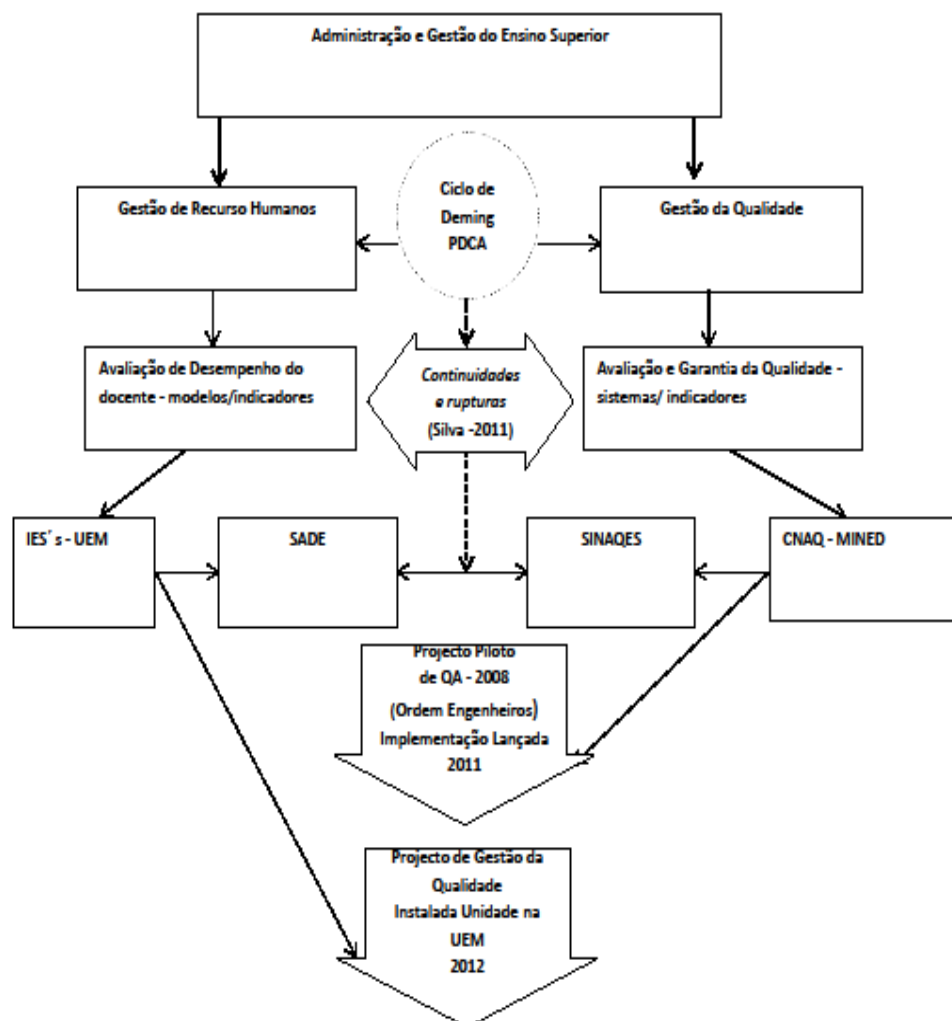 Administração e Gestão do Ensino Superior
Gestão de Recurso Humanos
Ciclo de
Deming
PDCA
Gestão da Qualidade
Avaliação de Desempenho do
docente - modelos/indicadores
Continuidades
e rupturas
(Silva -2011)
Avaliação e Garantia da Qualidade -
sistemas/ indicadores
IES´ s - UEM
SADE
SINAQES
CNAQ - MINED
Projecto Piloto
de QA - 2008
(Ordem Engenheiros)
Implementação Lançada
2011
Projecto de Gestão da
Qualidade
Instalada Unidade na
UEM
2012